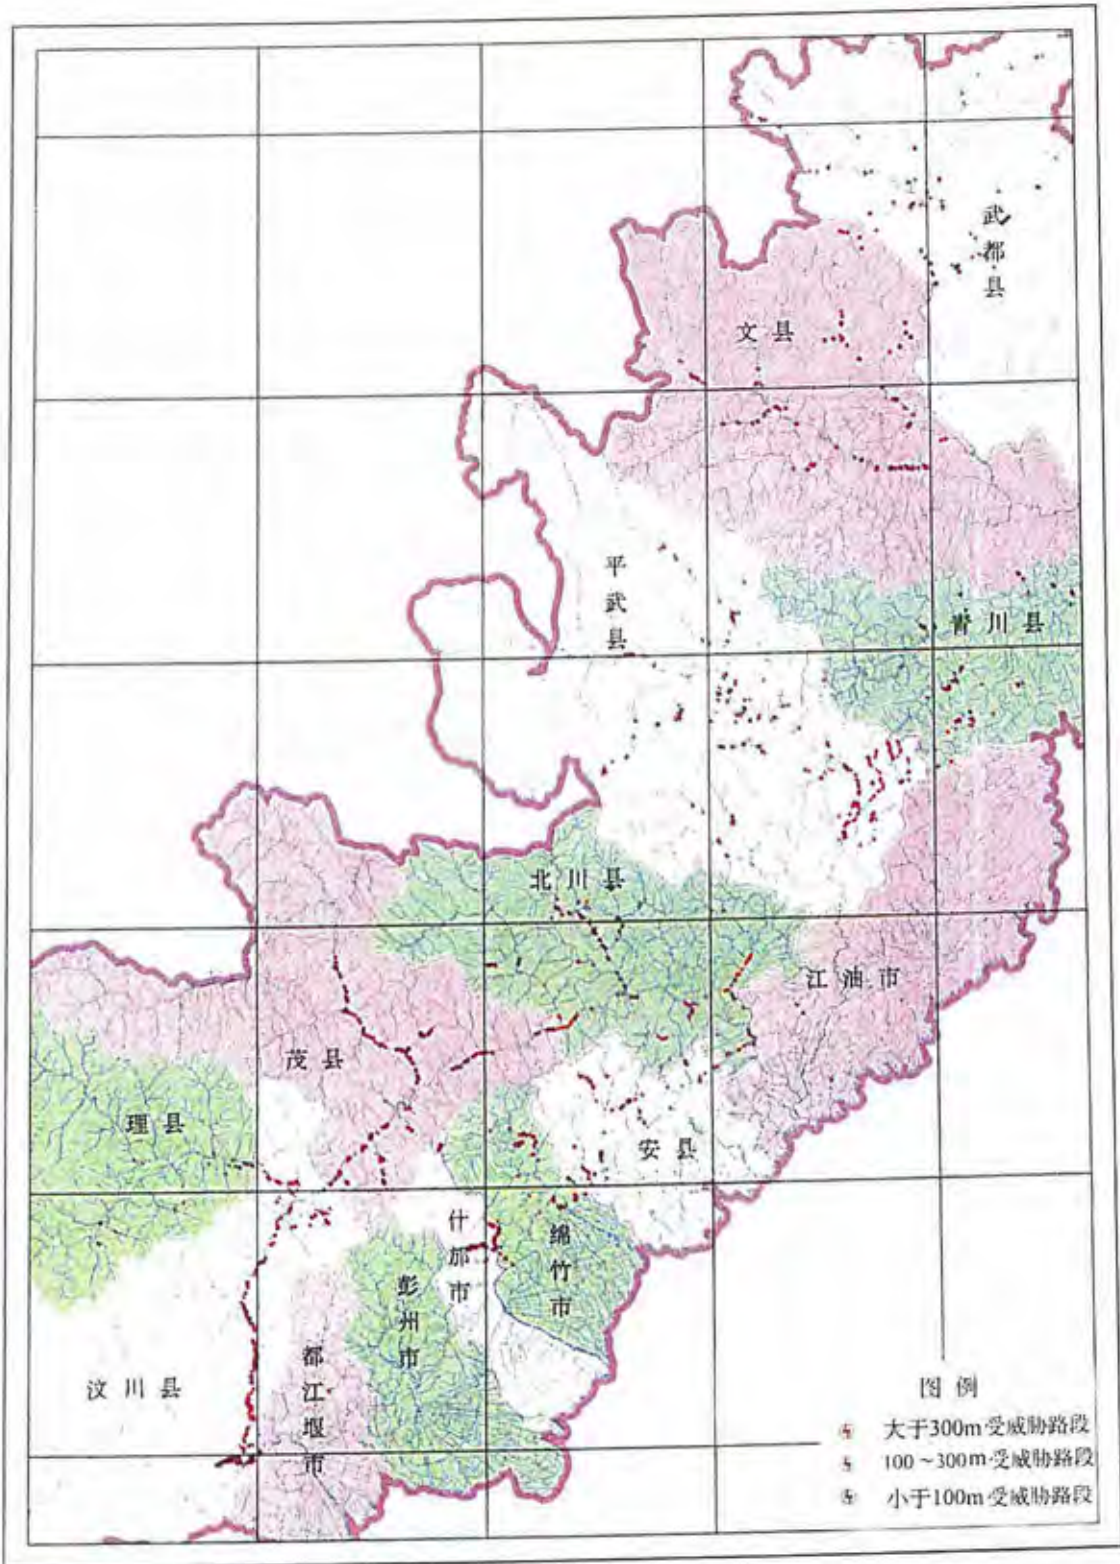 武都县
文县
平武县
青川县
北川县
江油市
茂县
理县
安县
什邡市
绵竹市
彭州市
都江堰市
汶川县
图例
大于300m受威胁路段
100~300m受威胁路段
小于100m受威胁路段